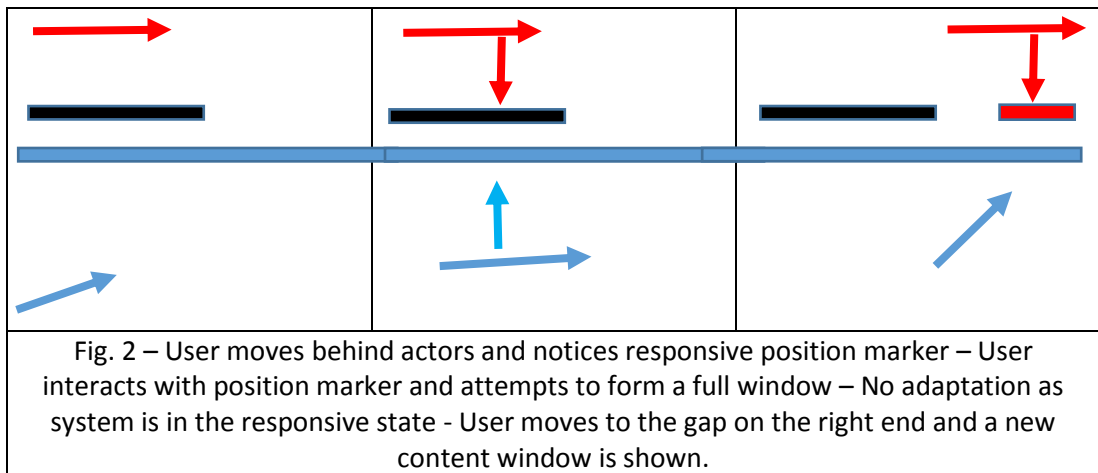 Fig. 2 – User moves behind actors and notices responsive position marker – User
interacts with position marker and attempts to form a full window – No adaptation as
system is in the responsive state - User moves to the gap on the right end and a new
content window is shown.